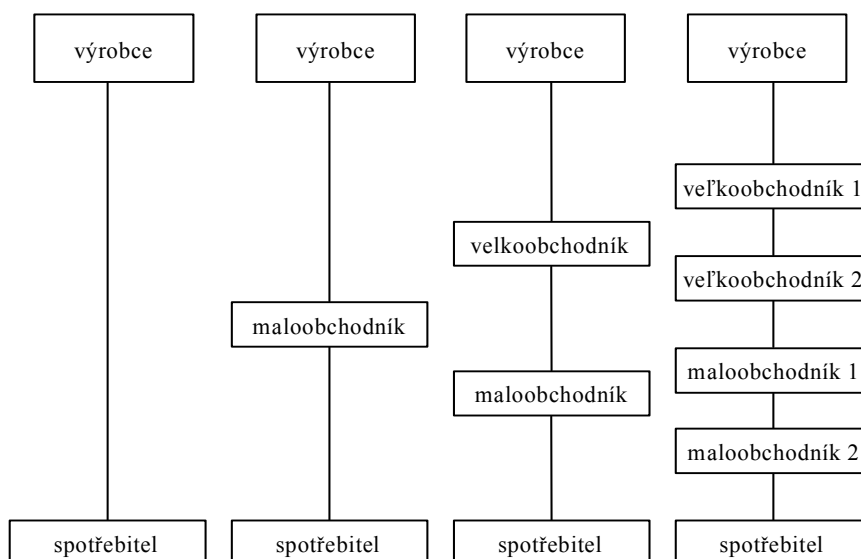 výrobce
výrobce
výrobce
výrobce
veľkoobchodník 1
velkoobchodník
veľkoobchodník 2
maloobchodník
maloobchodník 1
maloobchodník
maloobchodník 2
spotřebitel
spotřebitel
spotřebitel
spotřebitel